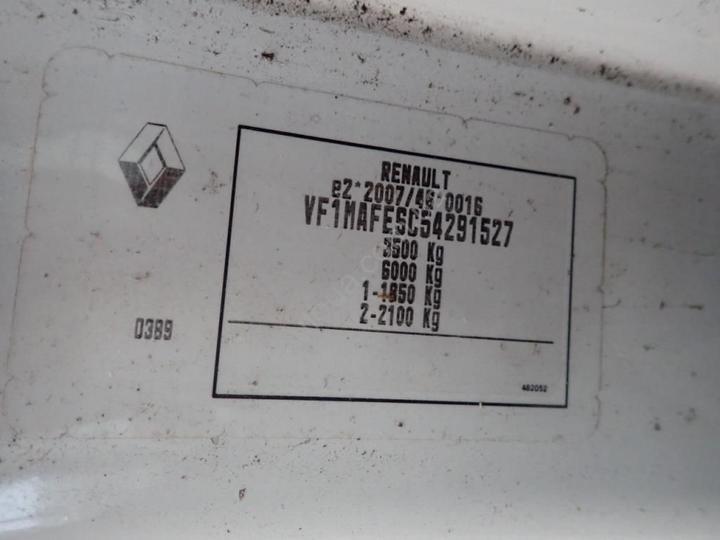 RENAULT
e2*2007/46*0016
VF1MAFESC54291527
3500 Kg
6000 Kg
1-1850 Kg
2-2100 Kg
0389
482052